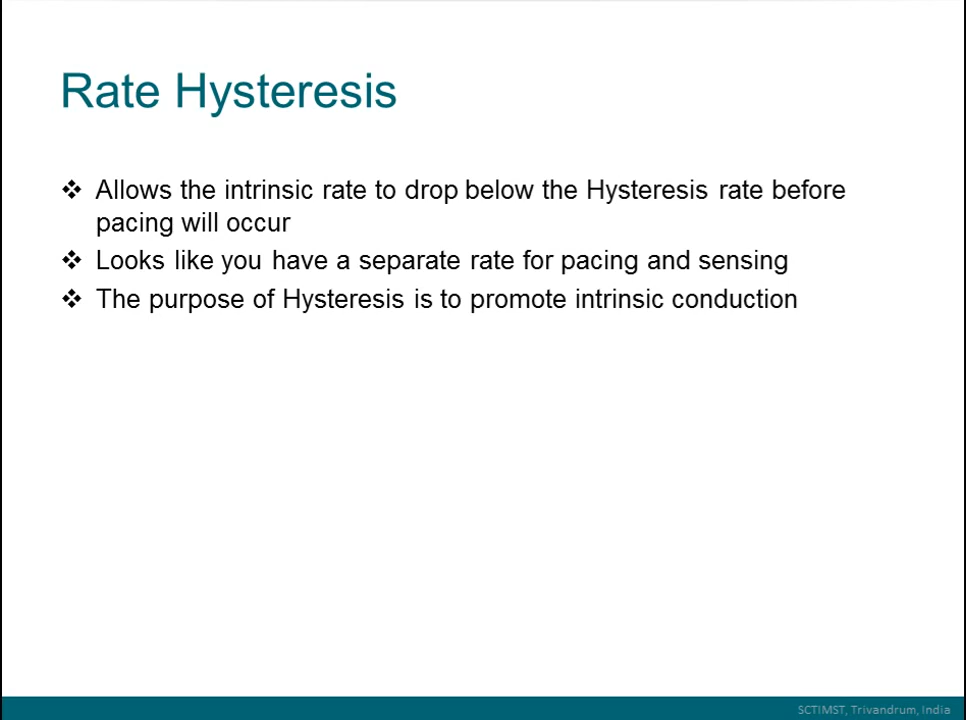 Rate Hysteresis
❖ Allows the intrinsic rate to drop below the Hysteresis rate before
pacing will occur
❖ Looks like you have a separate rate for pacing and sensing
❖ The purpose of Hysteresis is to promote intrinsic conduction
SCTIMST, Trivandrum, India